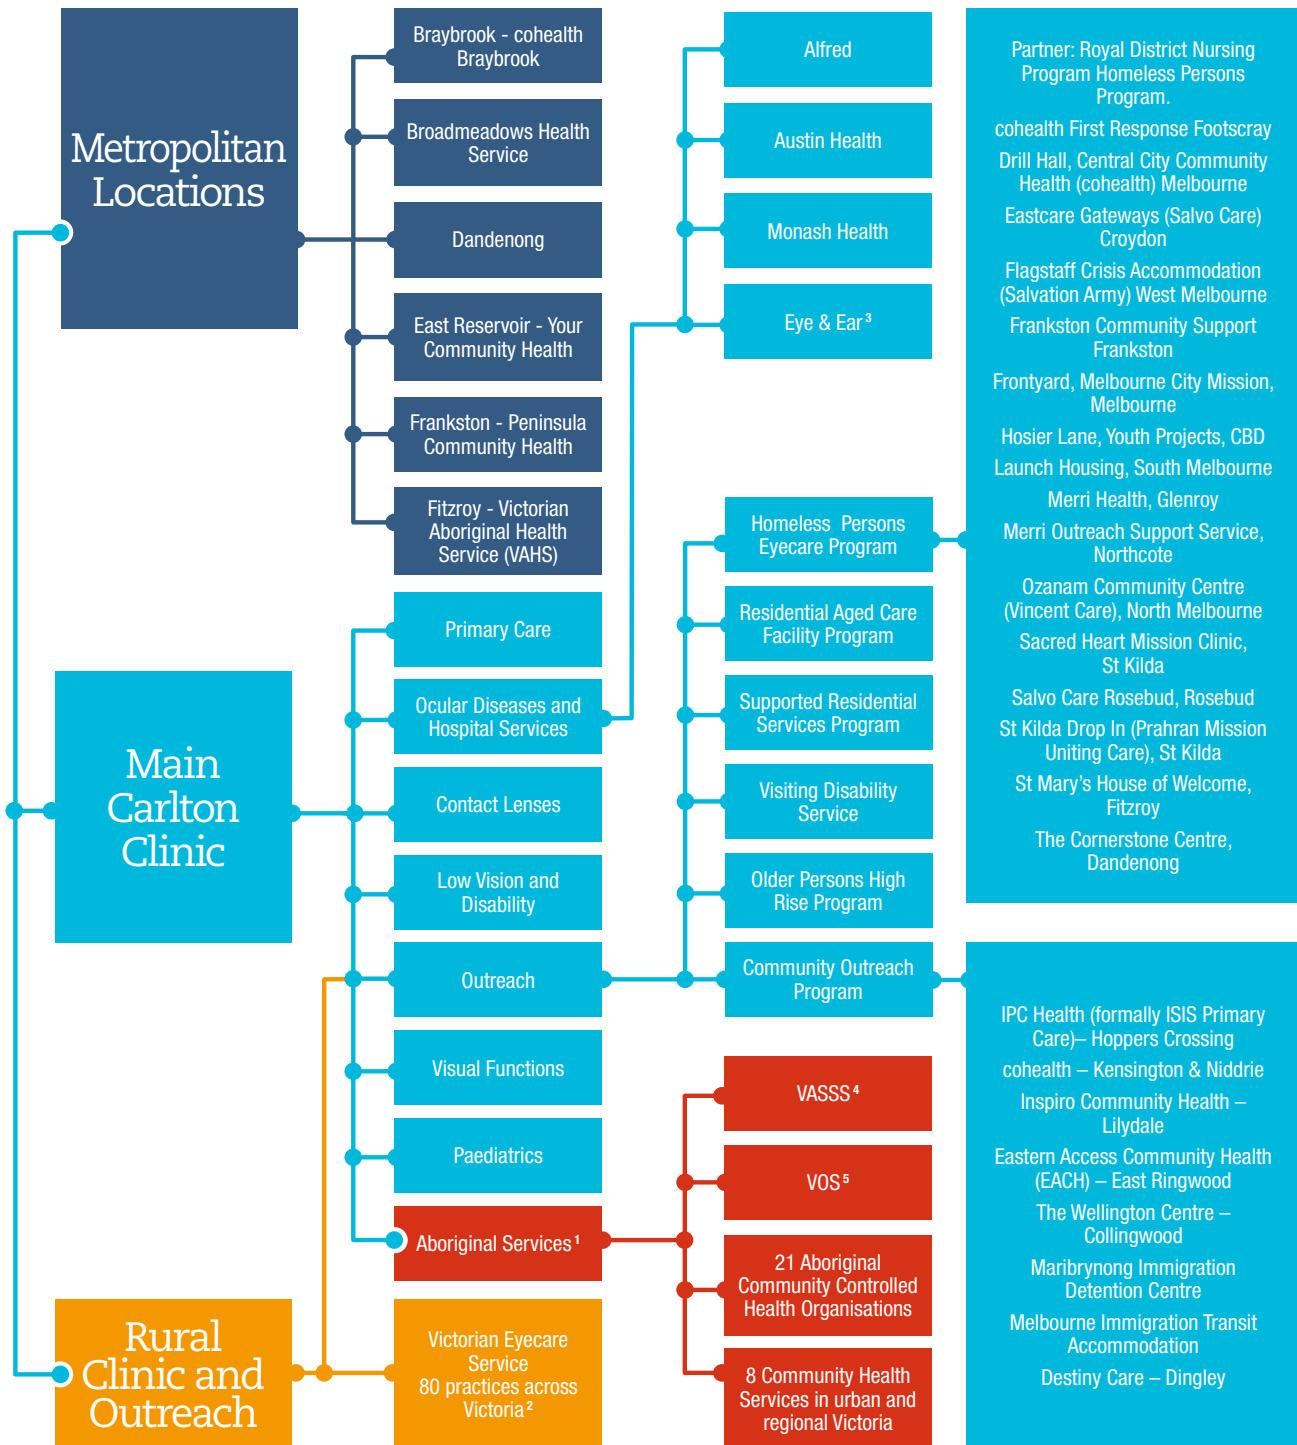 Metropolitan
Locations
Braybrook - cohealth
Braybrook
Broadmeadows Health
Service
Dandenong
East Reservoir - Your
Community Health
Frankston - Peninsula
Community Health
Fitzroy - Victorian
Aboriginal Health
Service (VAHS)
Main
Carlton
Clinic
Primary Care
Ocular Diseases and
Hospital Services
Contact Lenses
Low Vision and
Disability
Outreach
Visual Functions
Paediatrics
Aboriginal Services 1
Rural
Clinic and
Outreach
Victorian Eyecare
Service
80 practices across
Victoria 2
Alfred
Austin Health
Monash Health
Eye & Ear 3
Homeless Persons
Eyecare Program
Residential Aged Care
Facility Program
Supported Residential
Services Program
Visiting Disability
Service
Older Persons High
Rise Program
Community Outreach
Program
VASSS 4
VOS 5
21 Aboriginal
Community Controlled
Health Organisations
8 Community Health
Services in urban and
regional Victoria
Partner: Royal District Nursing
Program Homeless Persons
Program.
cohealth First Response Footscray
Drill Hall, Central City Community
Health (cohealth) Melbourne
Eastcare Gateways (Salvo Care)
Croydon
Flagstaff Crisis Accommodation
(Salvation Army) West Melbourne
Frankston Community Support
Frankston
Frontyard, Melbourne City Mission,
Melbourne
Hosier Lane, Youth Projects, CBD
Launch Housing, South Melbourne
Merri Health, Glenroy
Merri Outreach Support Service,
Northcote
Ozanam Community Centre
(Vincent Care), North Melbourne
Sacred Heart Mission Clinic,
St Kilda
Salvo Care Rosebud, Rosebud
St Kilda Drop In (Prahran Mission
Uniting Care), St Kilda
St Mary's House of Welcome,
Fitzroy
The Cornerstone Centre,
Dandenong
IPC Health (formally ISIS Primary
Care)– Hoppers Crossing
cohealth – Kensington & Niddrie
Inspiro Community Health –
Lilydale
Eastern Access Community Health
(EACH) – East Ringwood
The Wellington Centre –
Collingwood
Maribrynong Immigration
Detention Centre
Melbourne Immigration Transit
Accommodation
Destiny Care – Dingley